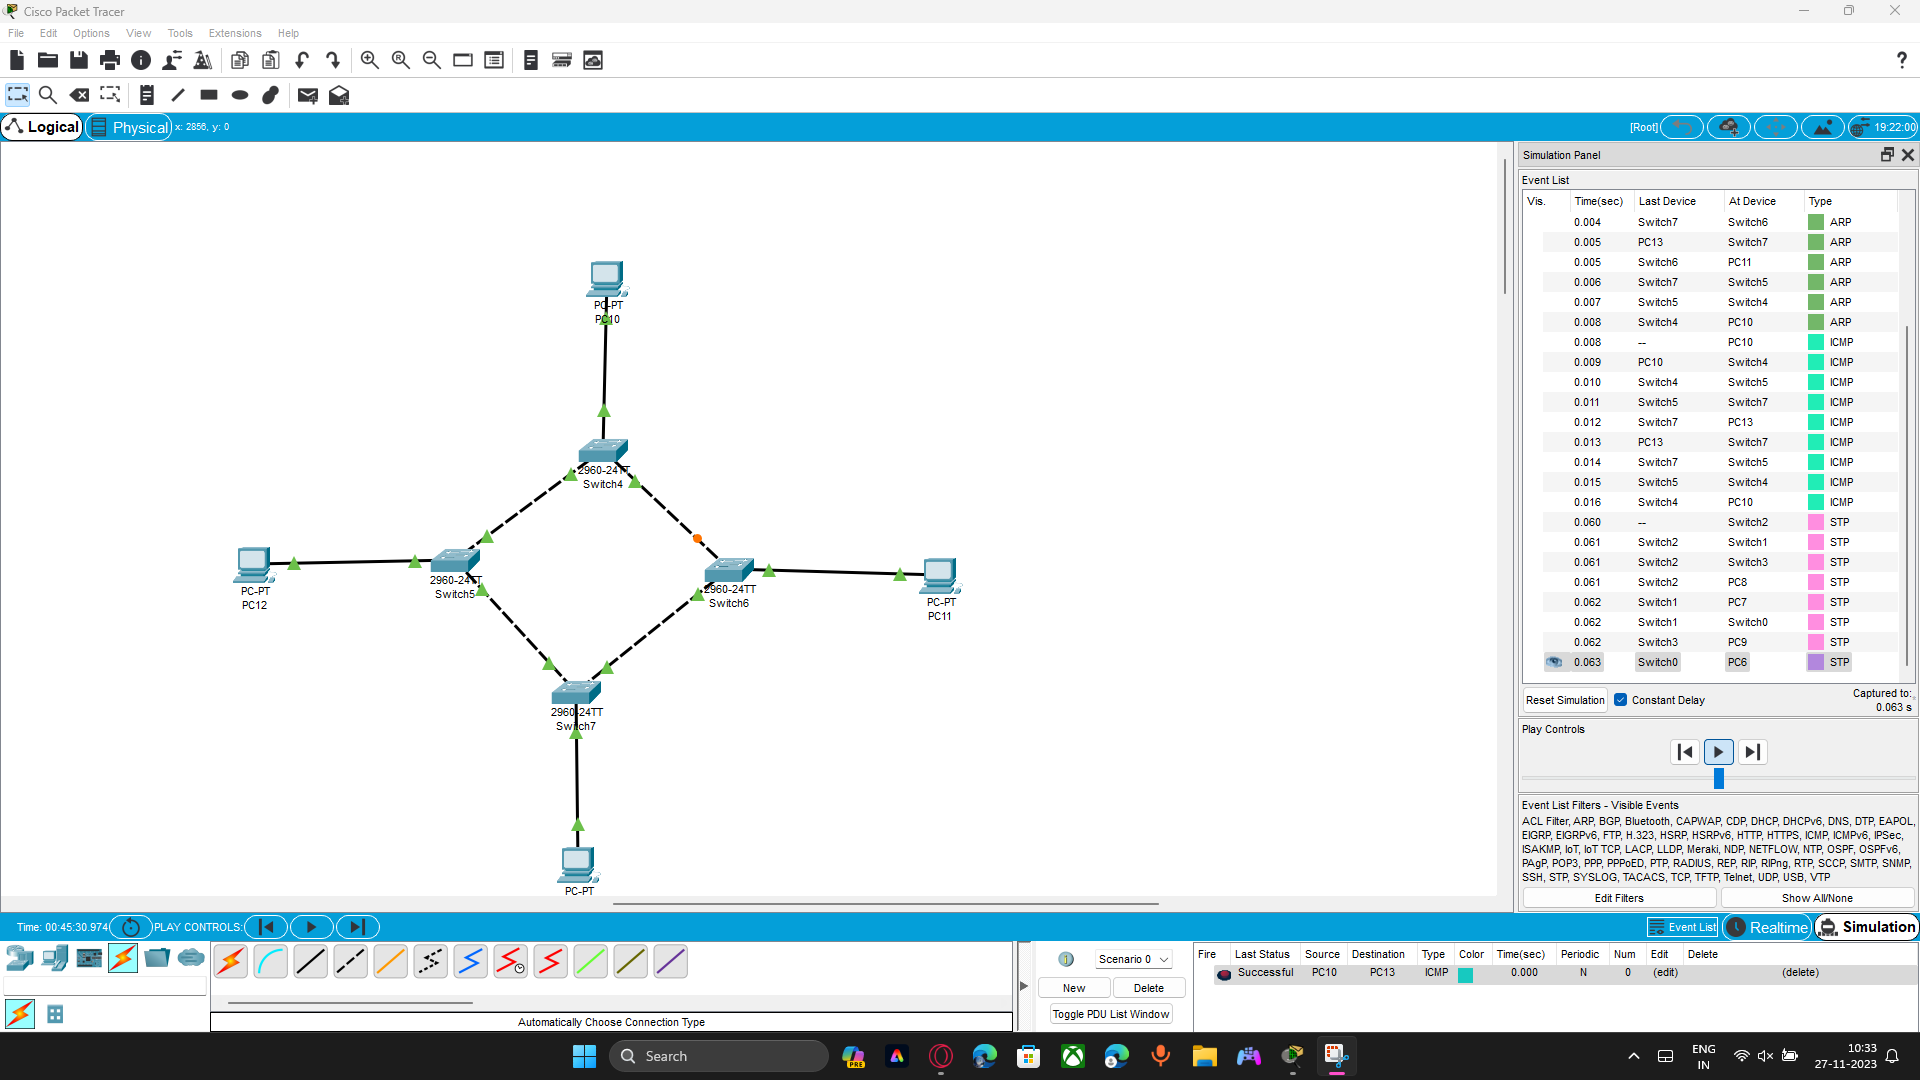 Cisco Packet Tracer
File Edit Options View Tools Extensions Help
Logical Physical x: 2856, y: 0 [Root] 19:22:00
PC-PT
PC10
2960-24TT
Switch4
PC-PT
PC12
2960-24TT
Switch5
2960-24TT
Switch6
PC-PT
PC11
2960-24TT
Switch7
PC-PT
Simulation Panel
Event List
Vis. Time(sec) Last Device At Device Type
0.004 Switch7 Switch6 ARP
0.005 PC13 Switch7 ARP
0.005 Switch6 PC11 ARP
0.006 Switch7 Switch5 ARP
0.007 Switch5 Switch4 ARP
0.008 Switch4 PC10 ARP
0.008 -- PC10 ICMP
0.009 PC10 Switch4 ICMP
0.010 Switch4 Switch5 ICMP
0.011 Switch5 Switch7 ICMP
0.012 Switch7 PC13 ICMP
0.013 PC13 Switch7 ICMP
0.014 Switch7 Switch5 ICMP
0.015 Switch5 Switch4 ICMP
0.016 Switch4 PC10 ICMP
0.060 -- Switch2 STP
0.061 Switch2 Switch1 STP
0.061 Switch2 Switch3 STP
0.061 Switch2 PC8 STP
0.062 Switch1 PC7 STP
0.062 Switch1 Switch0 STP
0.062 Switch3 PC9 STP
0.063 Switch0 PC6 STP
Reset Simulation Constant Delay Captured to:
0.063 s
Play Controls
Event List Filters - Visible Events
ACL Filter, ARP, BGP, Bluetooth, CAPWAP, CDP, DHCP, DHCPv6, DNS, DTP, EAPOL,
EIGRP, EIGRPv6, FTP, H.323, HSRP, HSRPv6, HTTP, HTTPS, ICMP, ICMPv6, IPSec,
ISAKMP, IoT, IoT TCP, LACP, LLDP, Meraki, NDP, NETFLOW, NTP, OSPF, OSPFv6,
PAgP, POP3, PPP, PPPoED, PTP, RADIUS, REP, RIP, RIPng, RTP, SCCP, SMTP, SNMP,
SSH, STP, SYSLOG, TACACS, TCP, TFTP, Telnet, UDP, USB, VTP
Edit Filters Show All/None
Time: 00:45:30.974 PLAY CONTROLS: Event List Realtime Simulation
Automatically Choose Connection Type
Scenario 0
New Delete
Toggle PDU List Window
Fire Last Status Source Destination Type Color Time(sec) Periodic Num Edit Delete
Successful PC10 PC13 ICMP 0.000 N 0 (edit) (delete)
Search
PRE
ENG
IN
10:33
27-11-2023